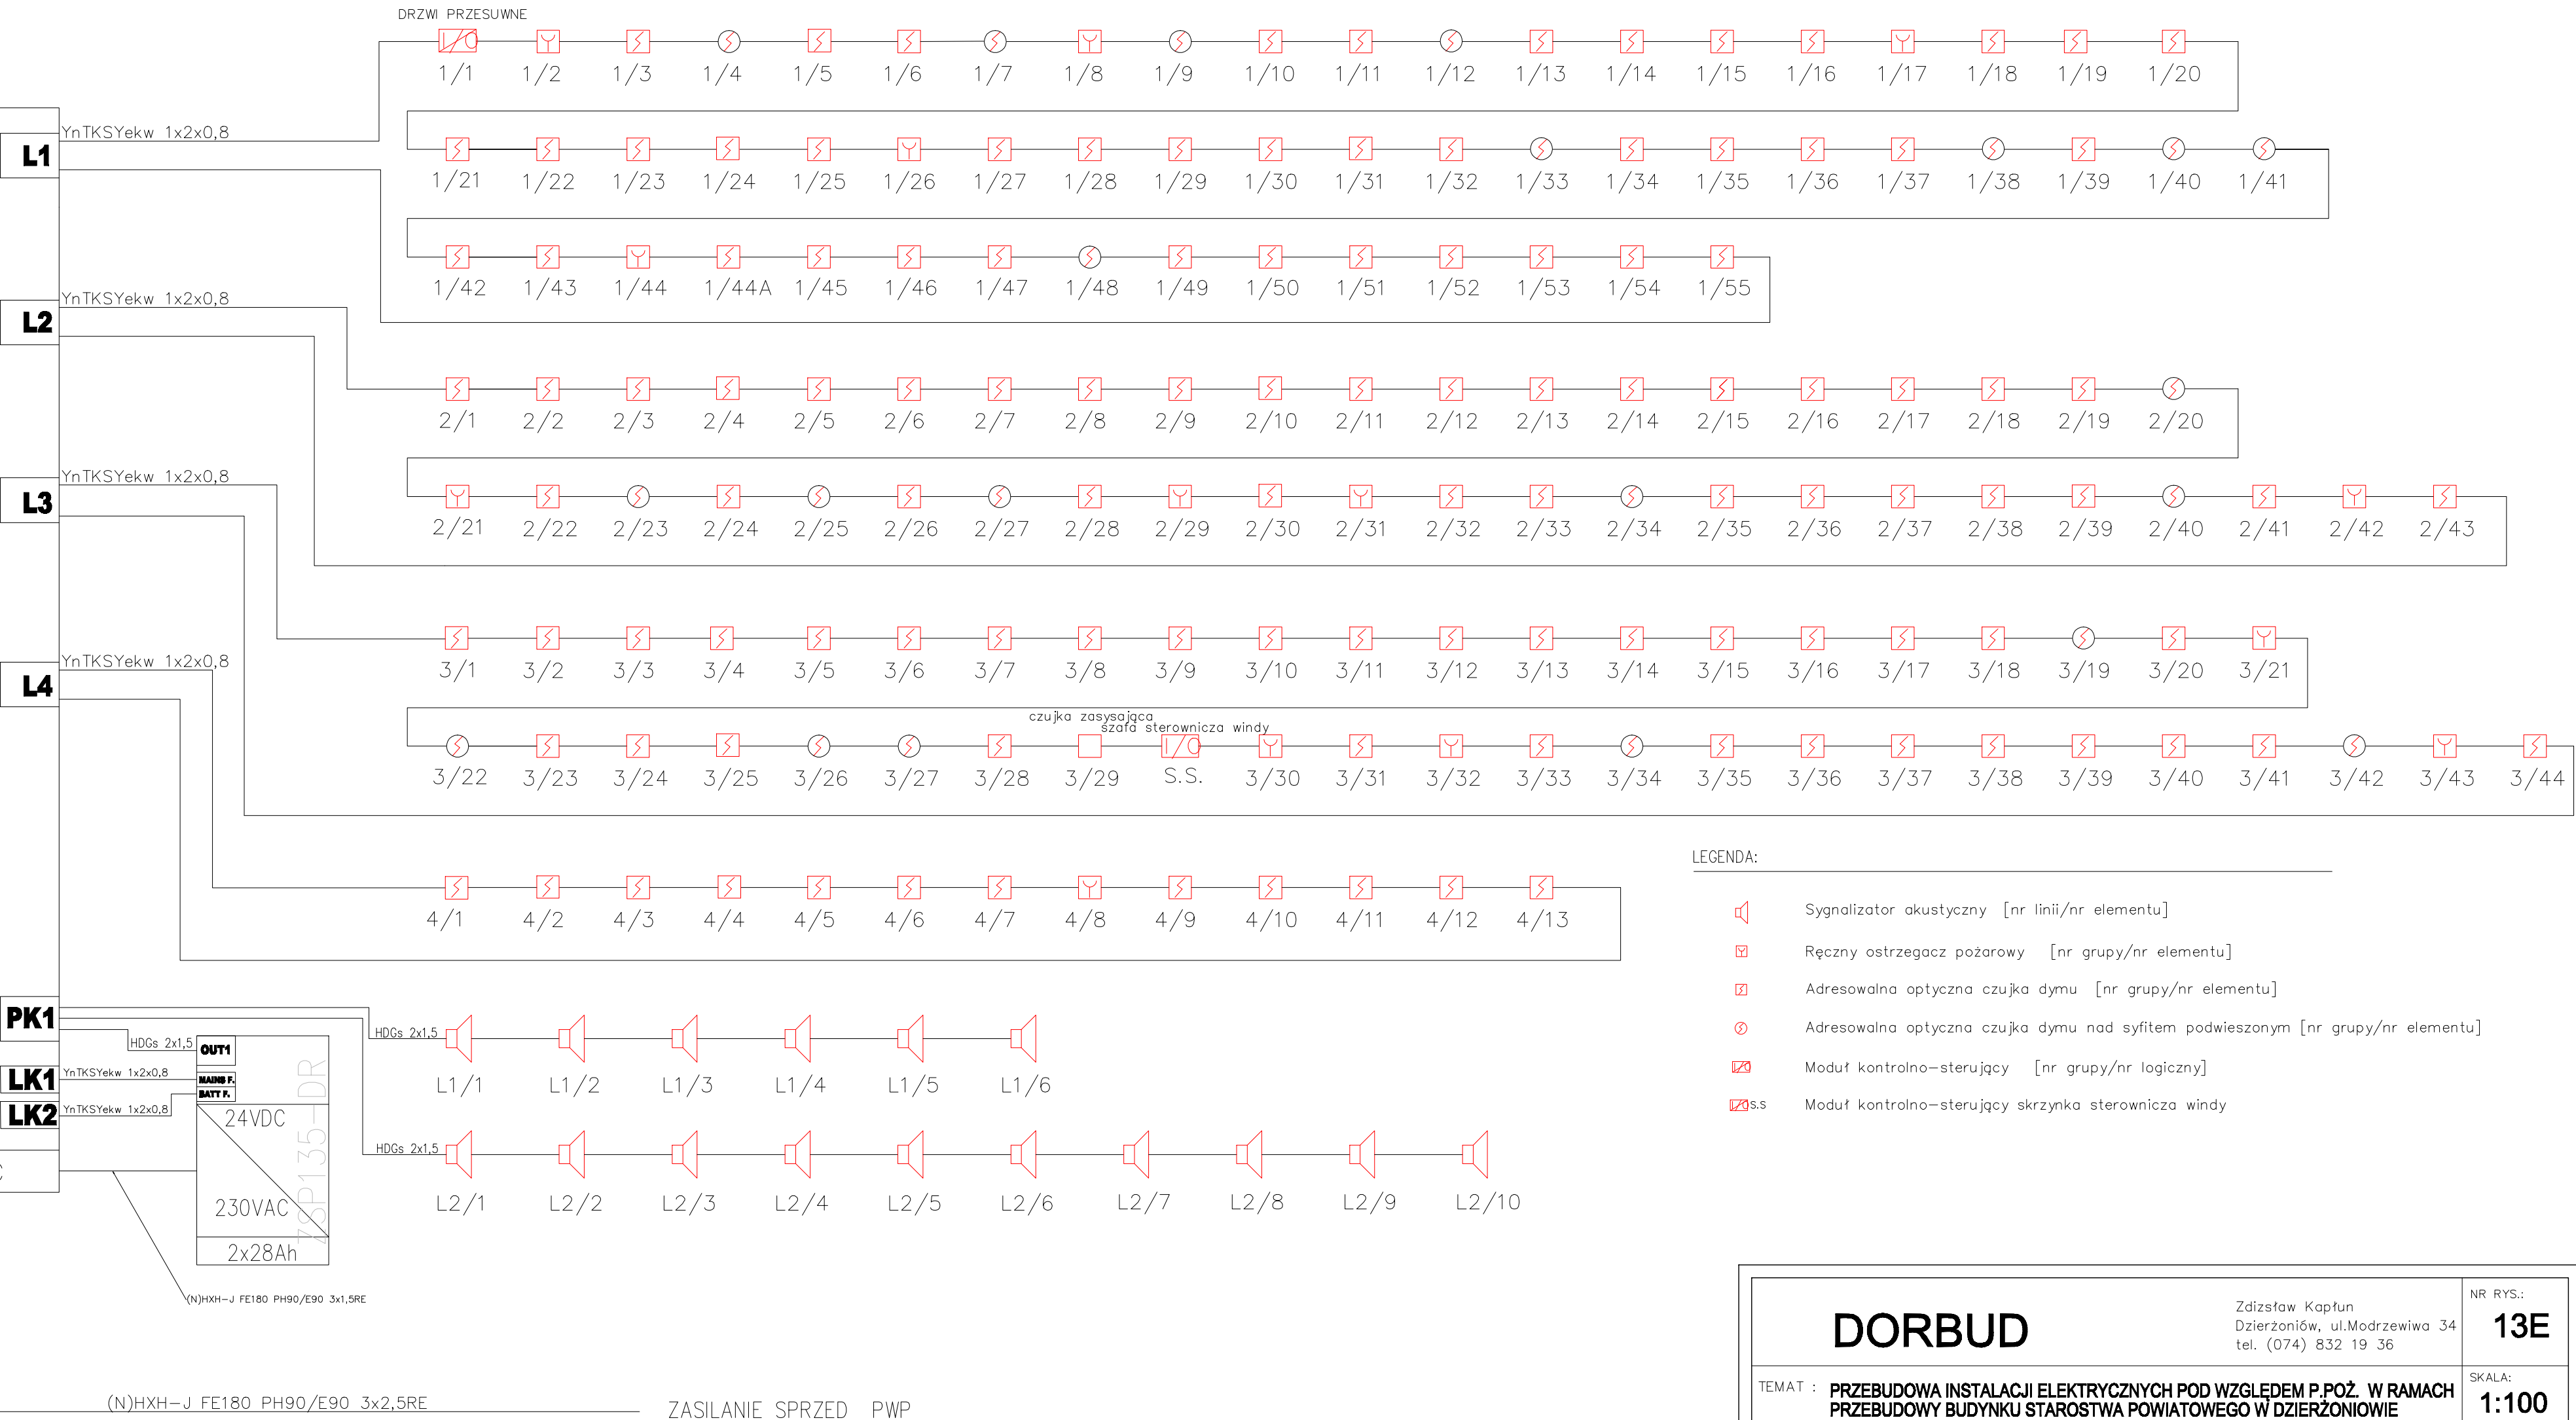 DRZWI PRZESUWNE
1/1 1/2 1/3 1/4 1/5 1/6 1/7 1/8 1/9 1/10 1/11 1/12 1/13 1/14 1/15 1/16 1/17 1/18 1/19 1/20
L1
YnTKSYekw 1x2x0,8
1/21 1/22 1/23 1/24 1/25 1/26 1/27 1/28 1/29 1/30 1/31 1/32 1/33 1/34 1/35 1/36 1/37 1/38 1/39 1/40 1/41
1/42 1/43 1/44 1/44A 1/45 1/46 1/47 1/48 1/49 1/50 1/51 1/52 1/53 1/54 1/55
L2
YnTKSYekw 1x2x0,8
2/1 2/2 2/3 2/4 2/5 2/6 2/7 2/8 2/9 2/10 2/11 2/12 2/13 2/14 2/15 2/16 2/17 2/18 2/19 2/20
L3
YnTKSYekw 1x2x0,8
2/21 2/22 2/23 2/24 2/25 2/26 2/27 2/28 2/29 2/30 2/31 2/32 2/33 2/34 2/35 2/36 2/37 2/38 2/39 2/40 2/41 2/42 2/43
L4
YnTKSYekw 1x2x0,8
3/1 3/2 3/3 3/4 3/5 3/6 3/7 3/8 3/9 3/10 3/11 3/12 3/13 3/14 3/15 3/16 3/17 3/18 3/19 3/20 3/21
czujka zasysająca
szafa sterownicza windy
I/O
3/22 3/23 3/24 3/25 3/26 3/27 3/28 3/29 S.S. 3/30 3/31 3/32 3/33 3/34 3/35 3/36 3/37 3/38 3/39 3/40 3/41 3/42 3/43 3/44
4/1 4/2 4/3 4/4 4/5 4/6 4/7 4/8 4/9 4/10 4/11 4/12 4/13
LEGENDA:
Sygnalizator akustyczny [nr linii/nr elementu]
Ręczny ostrzegacz pożarowy [nr grupy/nr elementu]
Adresowalna optyczna czujka dymu [nr grupy/nr elementu]
Adresowalna optyczna czujka dymu nad syfitem podwieszonym [nr grupy/nr elementu]
Moduł kontrolno-sterujący [nr grupy/nr logiczny]
s.s Moduł kontrolno-sterujący skrzynka sterownicza windy
PK1
HDGs 2x1,5
HDGs 2x1,5
OUT1
L1/1 L1/2 L1/3 L1/4 L1/5 L1/6
LK1
YnTKSYekw 1x2x0,8
MAINS F.
BATT F.
LK2
YnTKSYekw 1x2x0,8
24VDC
ZSP135-DR
230VAC
2x28Ah
HDGs 2x1,5
L2/1 L2/2 L2/3 L2/4 L2/5 L2/6 L2/7 L2/8 L2/9 L2/10
(N)HXH-J FE180 PH90/E90 3x1,5RE
(N)HXH-J FE180 PH90/E90 3x2,5RE
ZASILANIE SPRZED PWP
DORBUD
Zdizsław Kapłun
Dzierżoniów, ul.Modrzewiwa 34
tel. (074) 832 19 36
NR RYS.:
13E
TEMAT : PRZEBUDOWA INSTALACJI ELEKTRYCZNYCH POD WZGLĘDEM P.POŻ. W RAMACH
PRZEBUDOWY BUDYNKU STAROSTWA POWIATOWEGO W DZIERŻONIOWIE
SKALA:
1:100